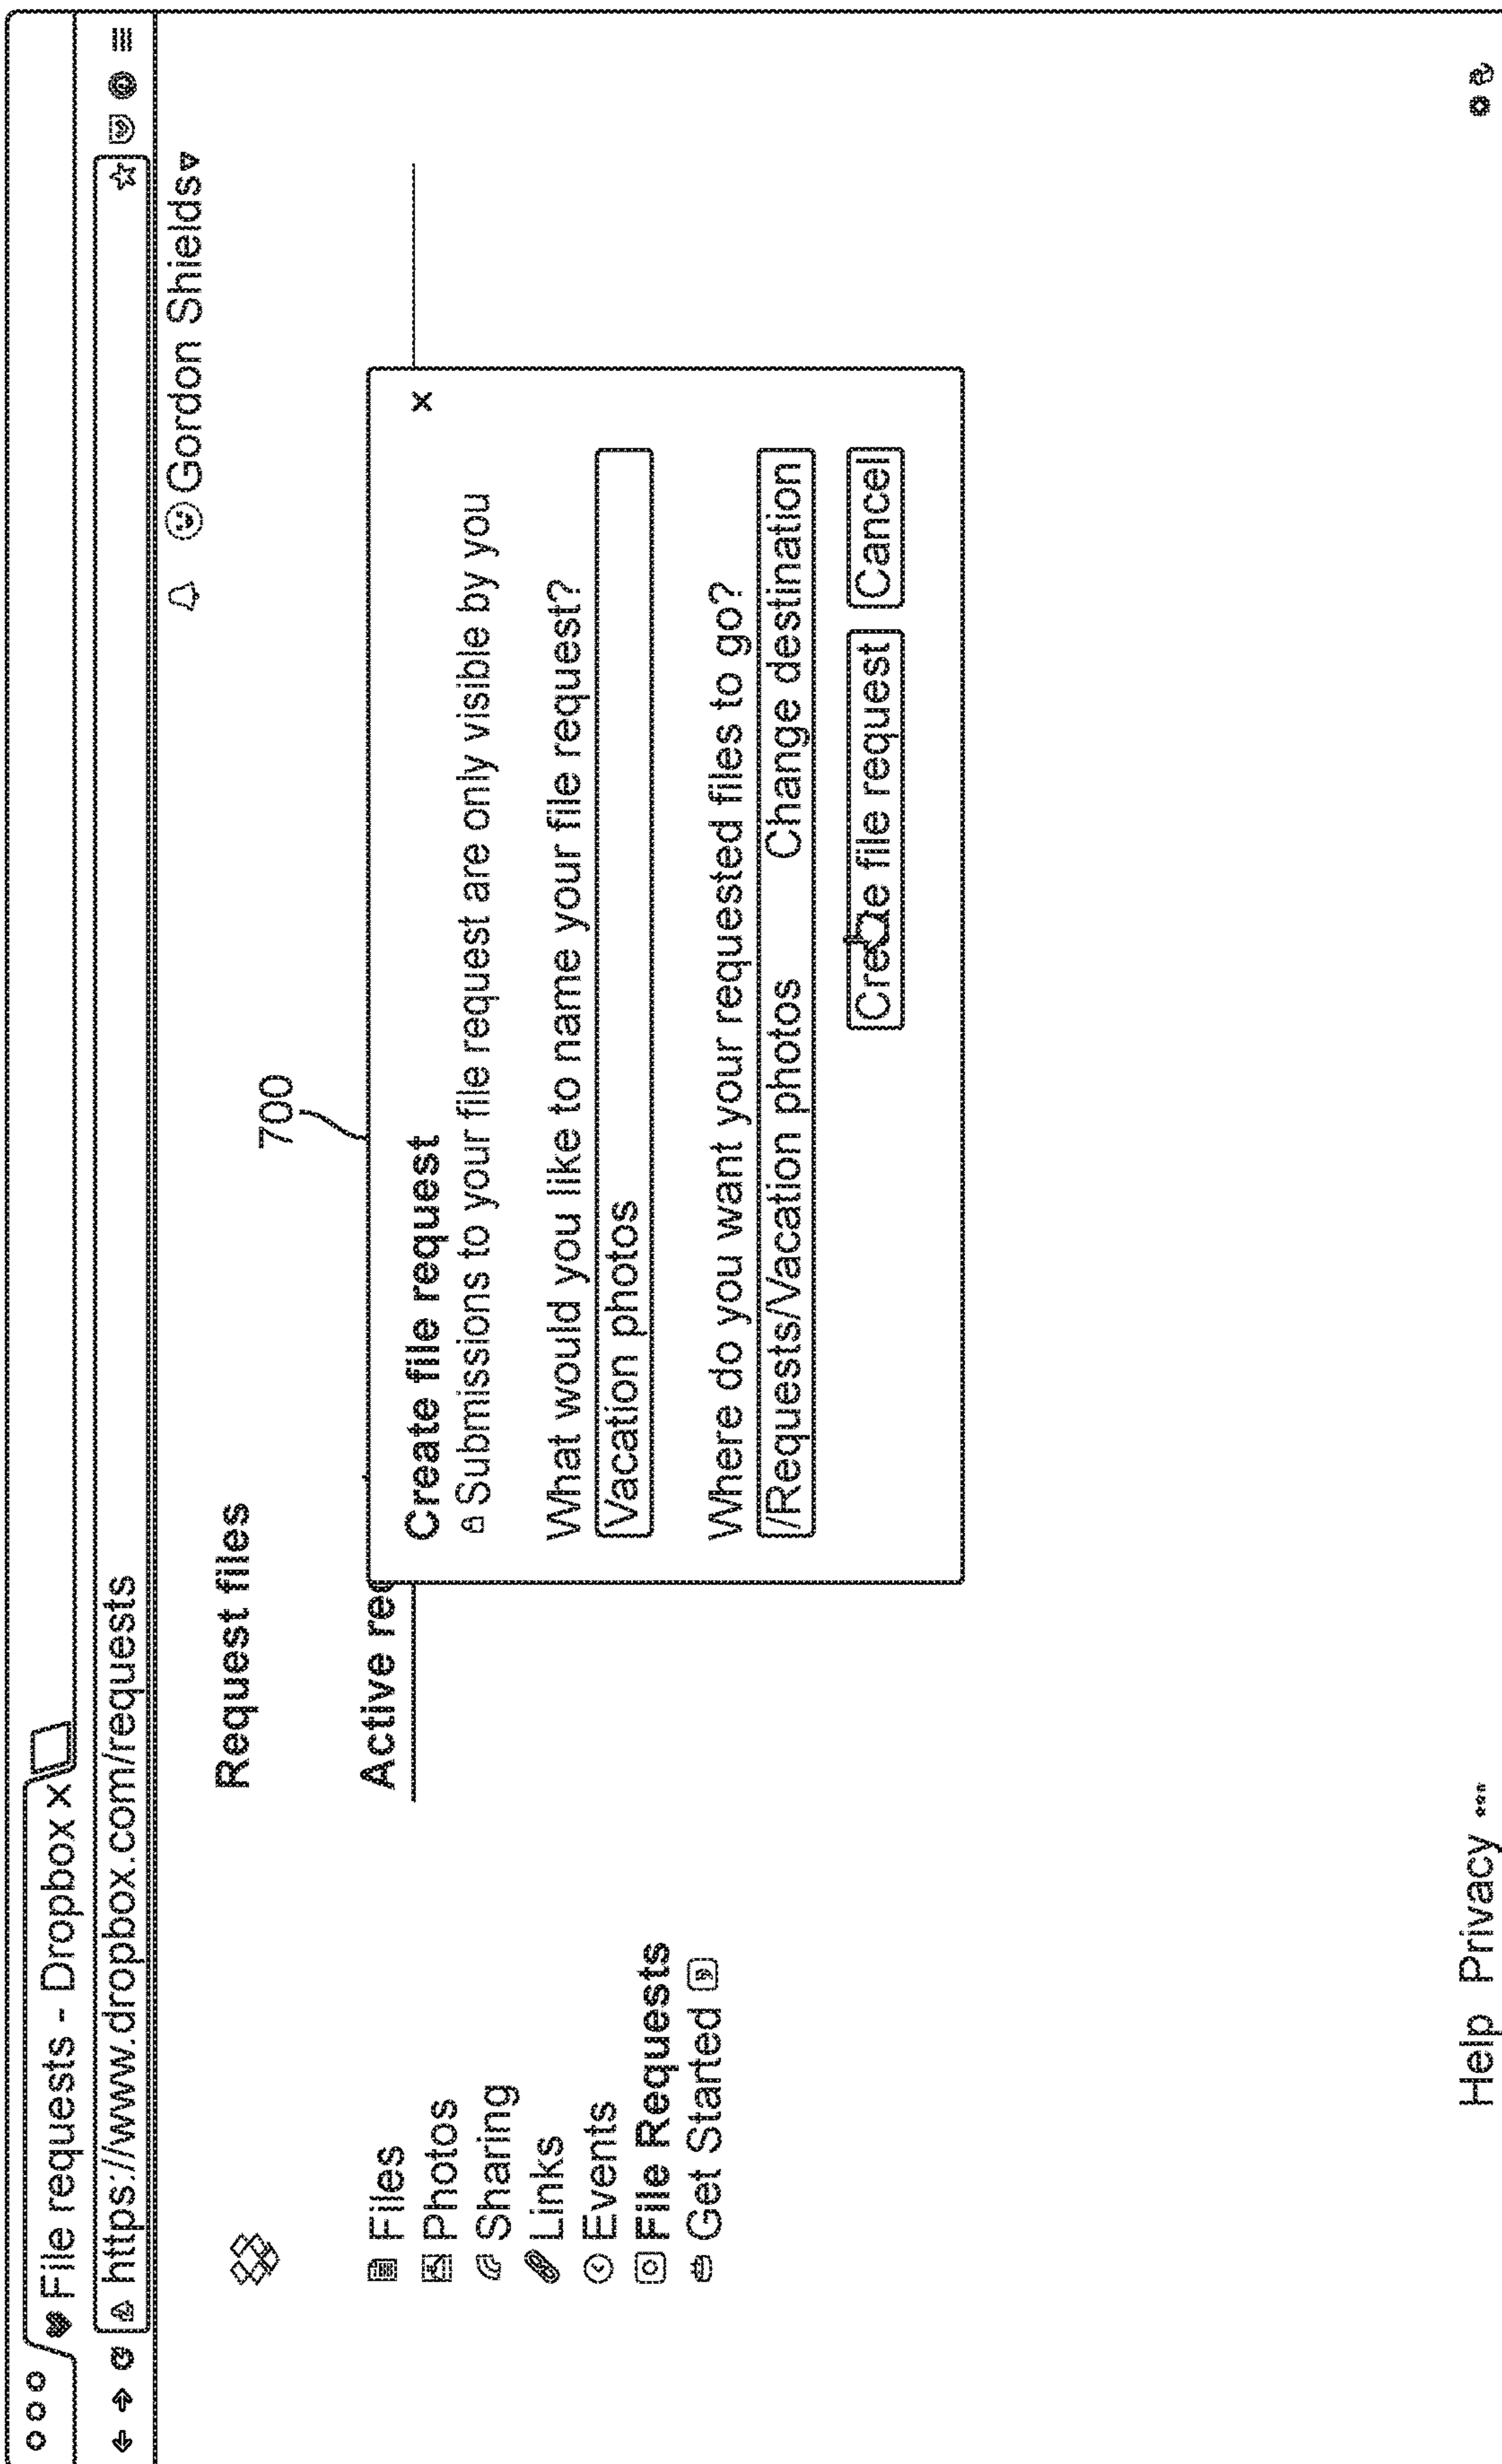 File requests - Dropbox x
https://www.dropbox.com/requests
Gordon Shields
Request files
700
Active req
Create file request
x
Submissions to your file request are only visible by you
What would you like to name your file request?
Vacation photos
Where do you want your requested files to go?
/Requests/Vacation photos Change destination
Create file request Cancel
Files
Photos
Sharing
Links
Events
File Requests
Get Started
Help Privacy •••